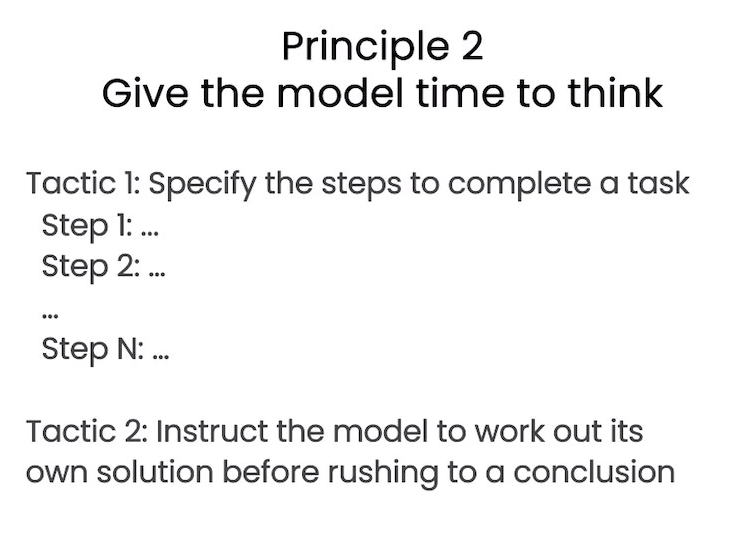 Principle 2
Give the model time to think
Tactic 1: Specify the steps to complete a task
Step 1: ...
Step 2: ...
...
Step N: ...
Tactic 2: Instruct the model to work out its
own solution before rushing to a conclusion